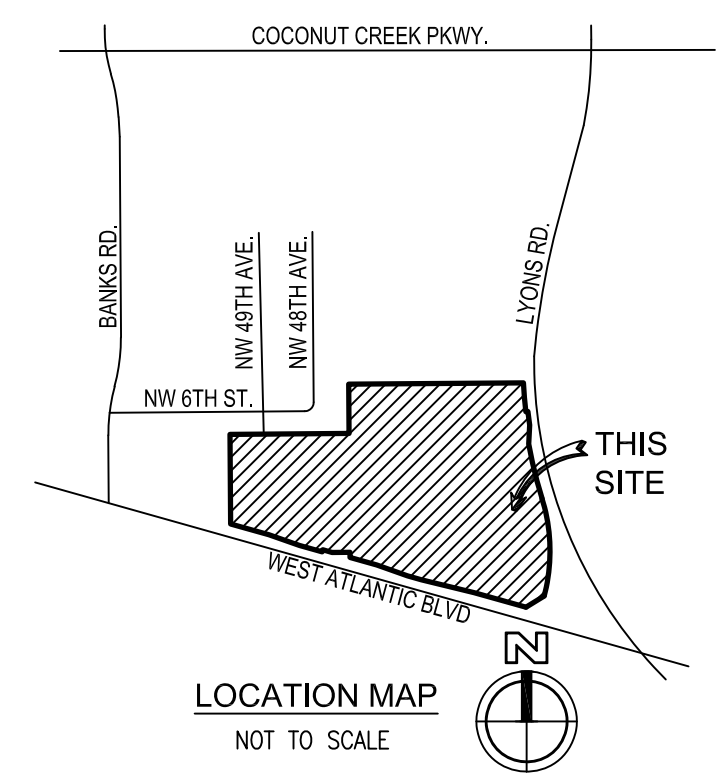 COCONUT CREEK PKWY.
BANKS RD.
NW 49TH AVE.
NW 48TH AVE.
LYONS RD.
NW 6TH ST.
THIS
SITE
WEST ATLANTIC BLVD
N
LOCATION MAP
NOT TO SCALE